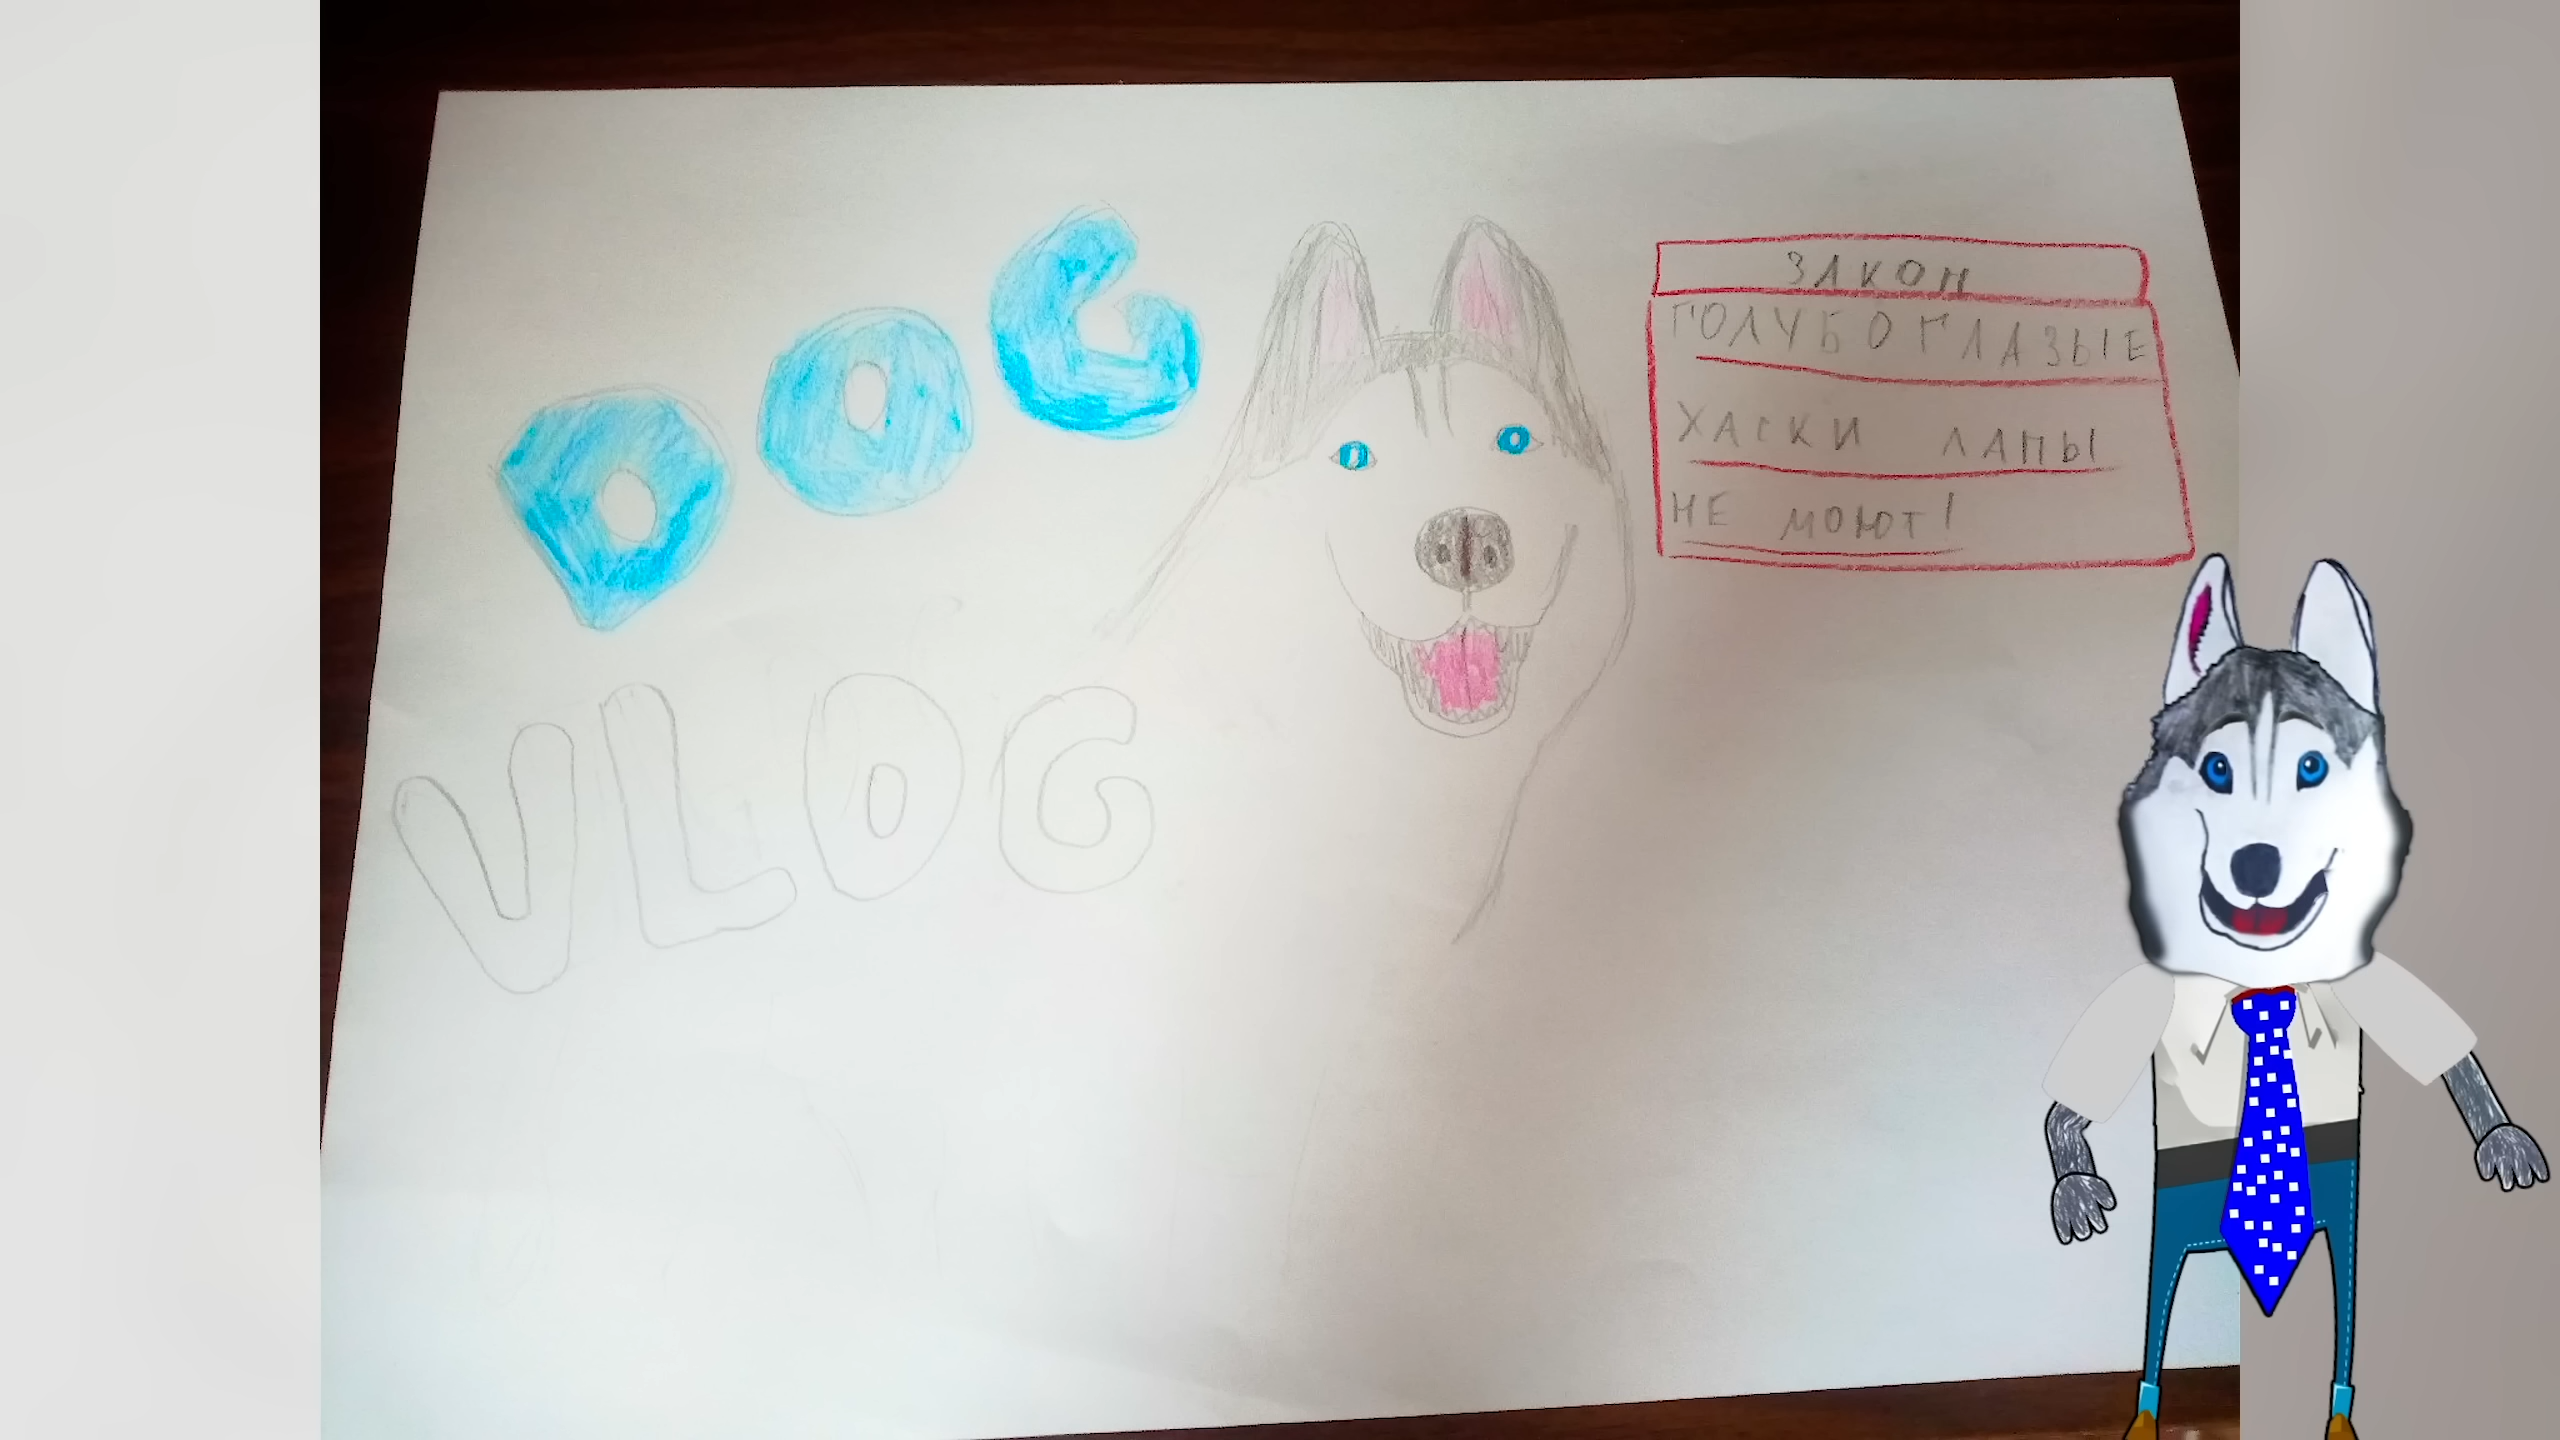 DOG
VLOG
ЗАКОН
ГОЛУБОГЛАЗЫЕ
ХАСКИ ЛАПЫ
НЕ МОЮТ!